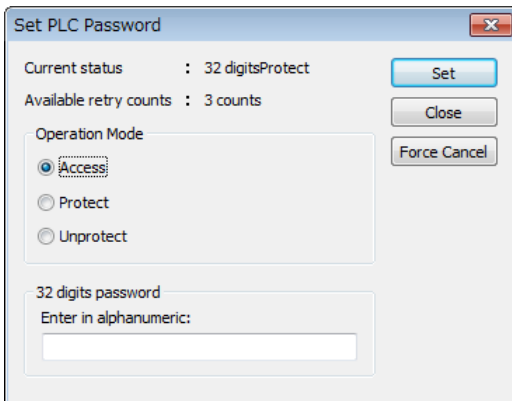 Set PLC Password
Current status : 32 digitsProtect
Available retry counts : 3 counts
Operation Mode
Access
Protect
Unprotect
32 digits password
Enter in alphanumeric:
Set
Close
Force Cancel